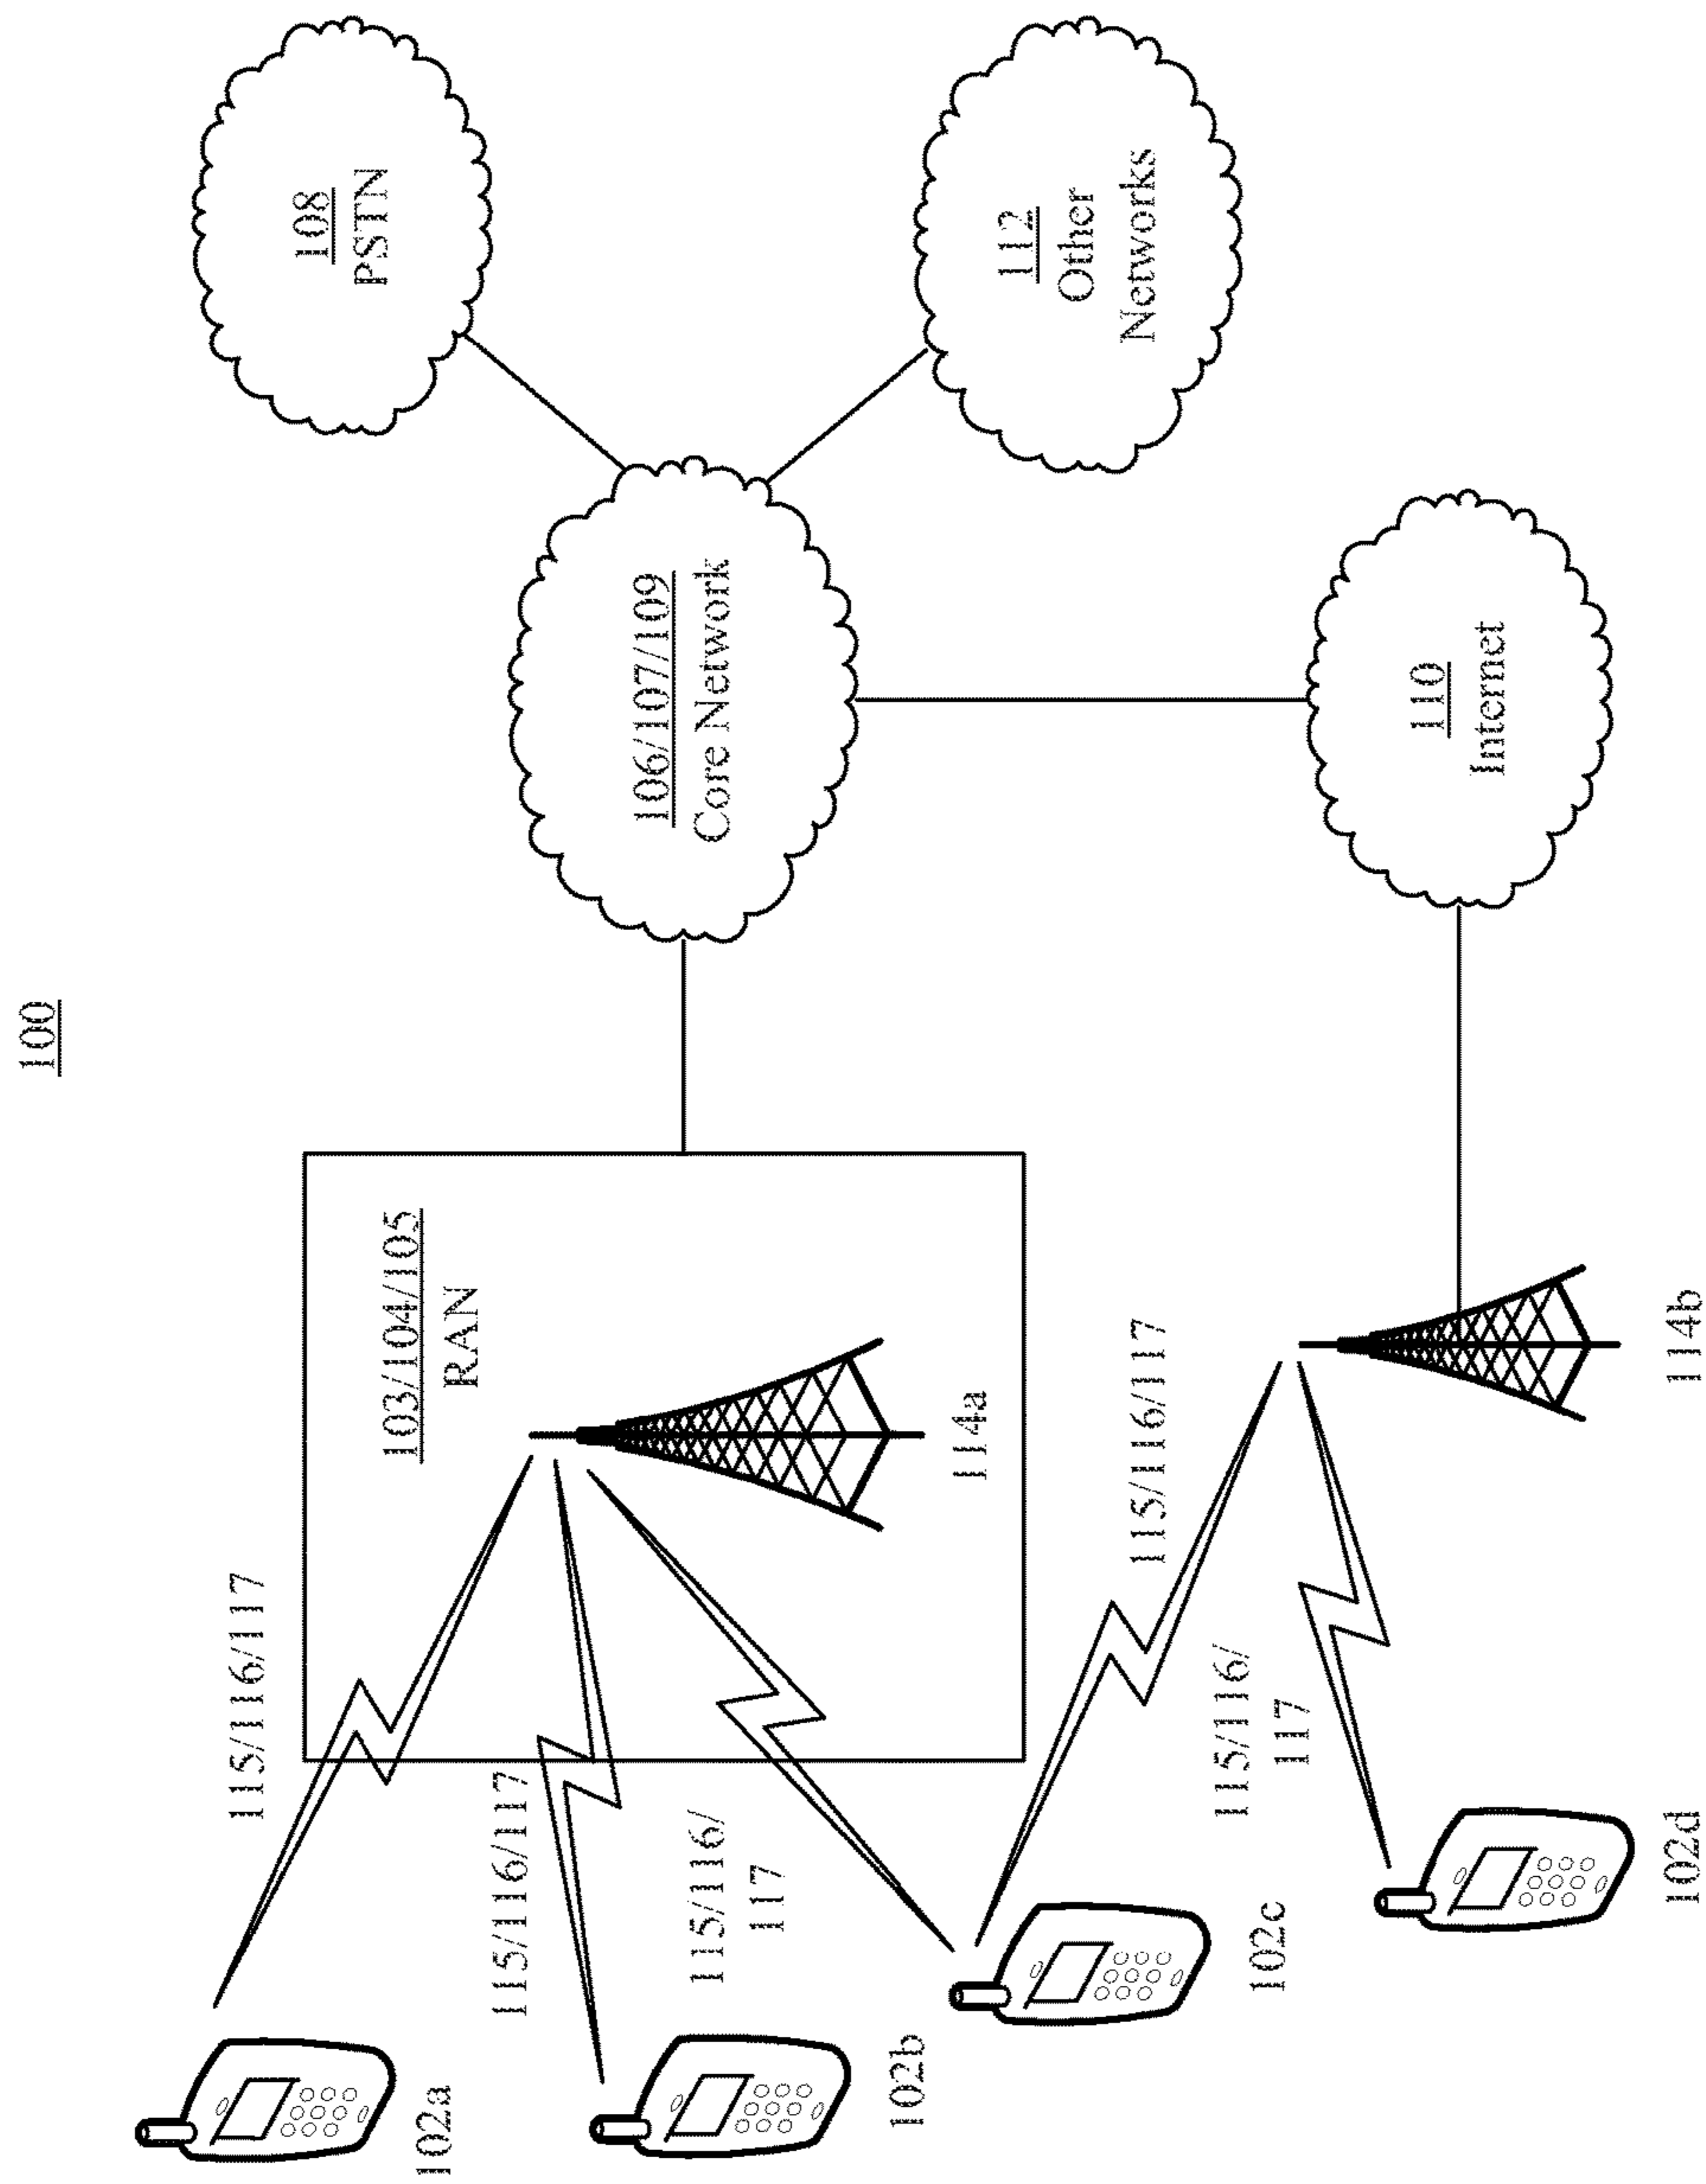 100
108
PSTN
106/107/109
Core Network
112
Other
Networks
110
Internet
103/104/105
RAN
114a
114b
115/116/117
115/116/117
115/116/
117
115/116/117
115/116/
117
102a
102b
102c
102d